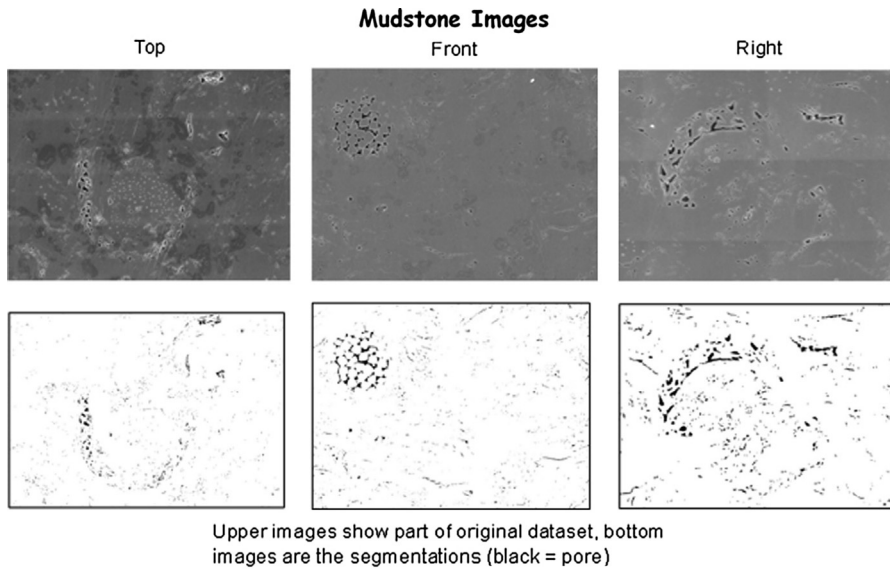 Mudstone Images
Top Front Right
Upper images show part of original dataset, bottom
images are the segmentations (black = pore)